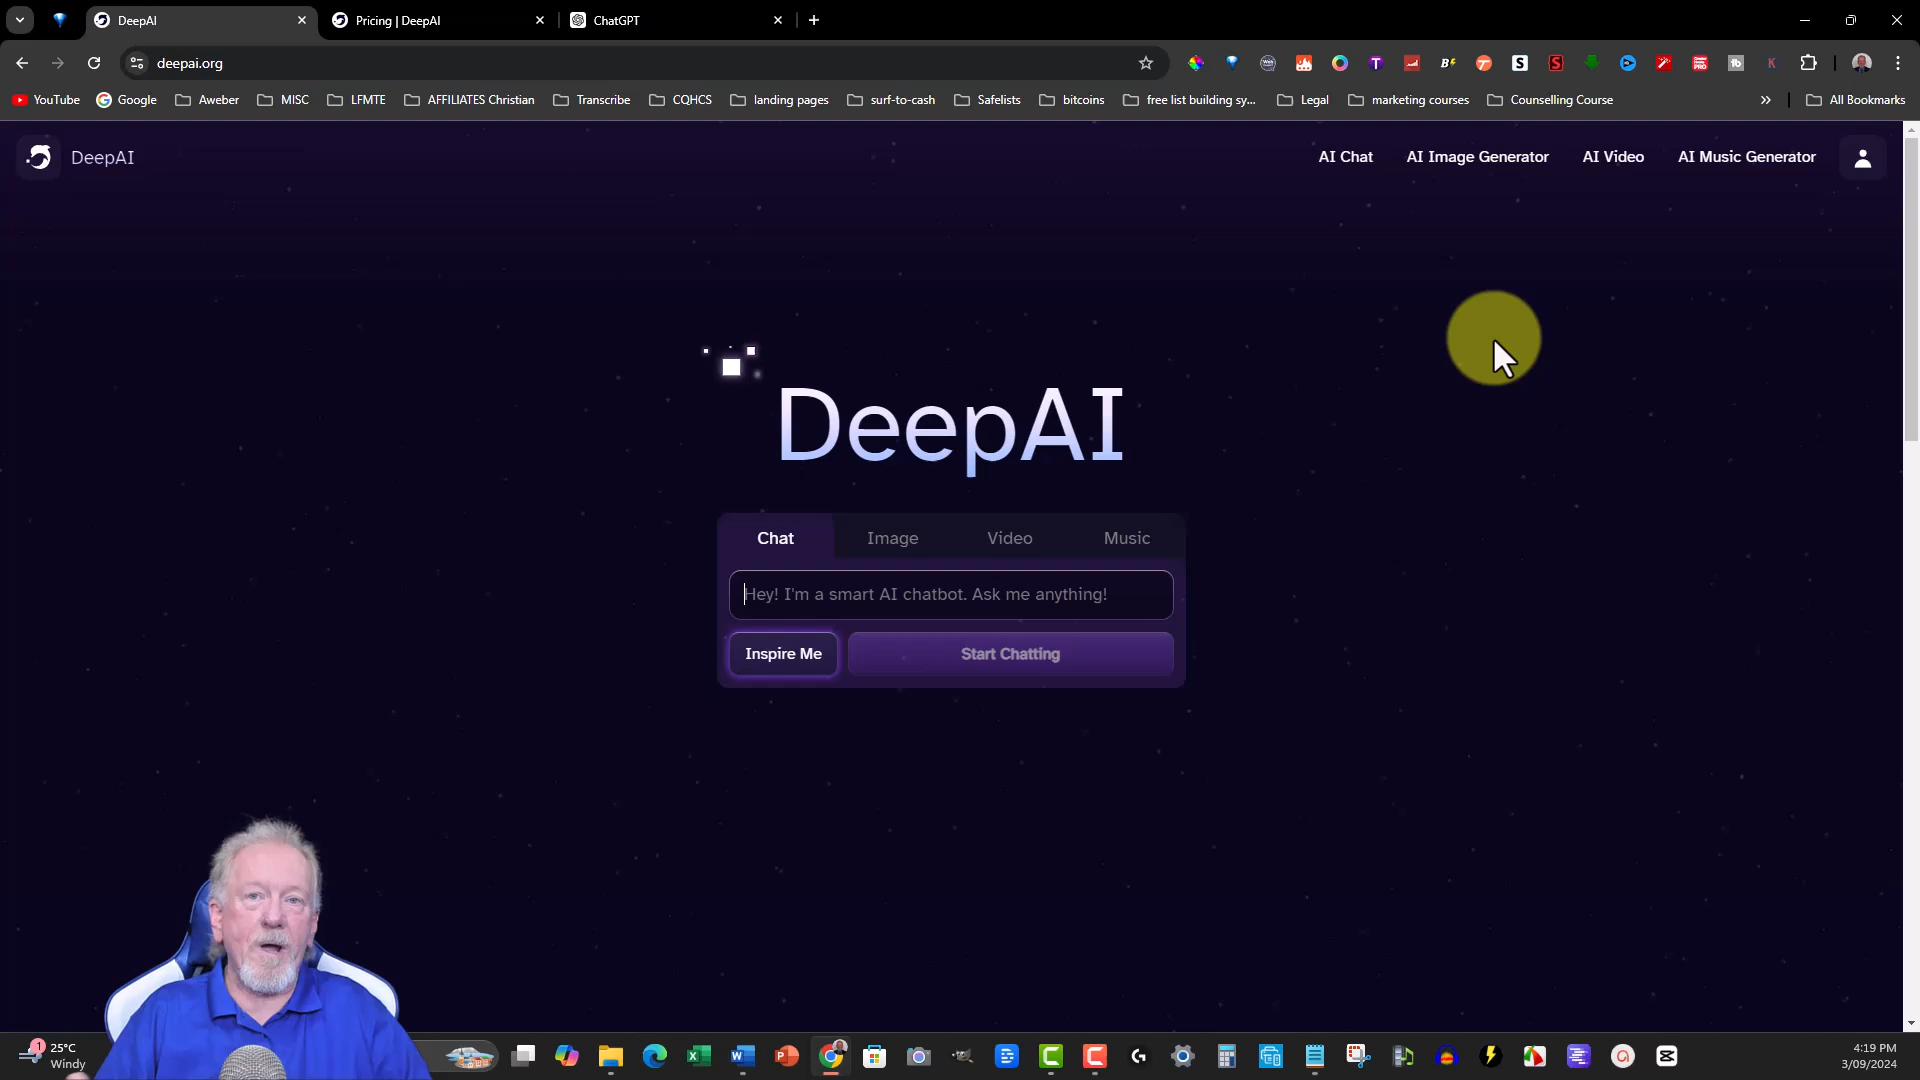 DeepAI
Pricing | DeepAI
ChatGPT
deepai.org
YouTube Google Aweber MISC LFMTE AFFILIATES Christian Transcribe CQHCS landing pages surf-to-cash Safelists bitcoins free list building sy... Legal marketing courses Counselling Course » All Bookmarks
DeepAI
AI Chat AI Image Generator AI Video AI Music Generator
DeepAI
Chat Image Video Music
Hey! I'm a smart AI chatbot. Ask me anything!
Inspire Me Start Chatting
1
25°C
Windy
4:19 PM
3/09/2024